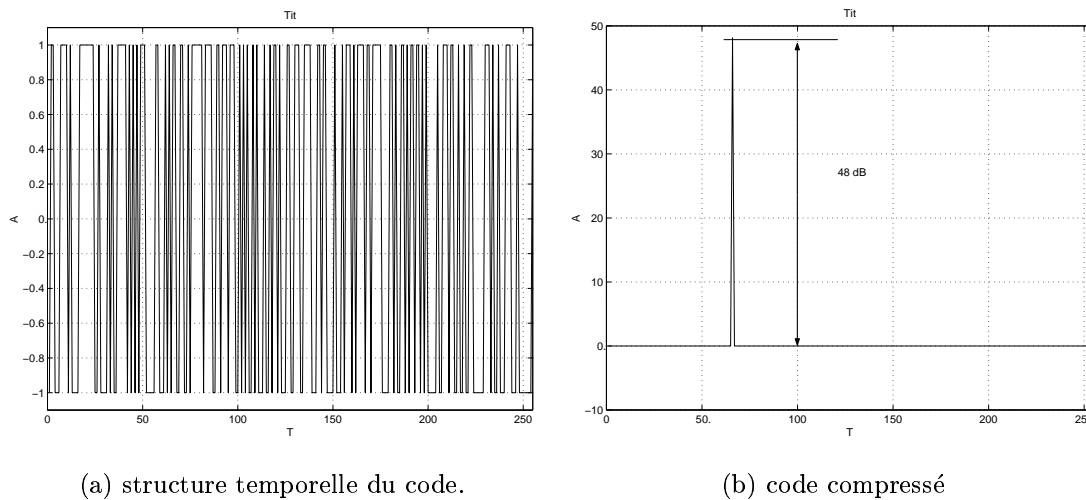 Tit
1
0.8
0.6
0.4
0.2
0.
−0.2
−0.4
−0.6
−0.8
−1
A
0 50 100 150 200 250
T
(a) structure temporelle du code.
Tit
50
40
30
20
10
0.
−10
A
48 dB
0 50. 100 150 200 250
T
(b) code compressé